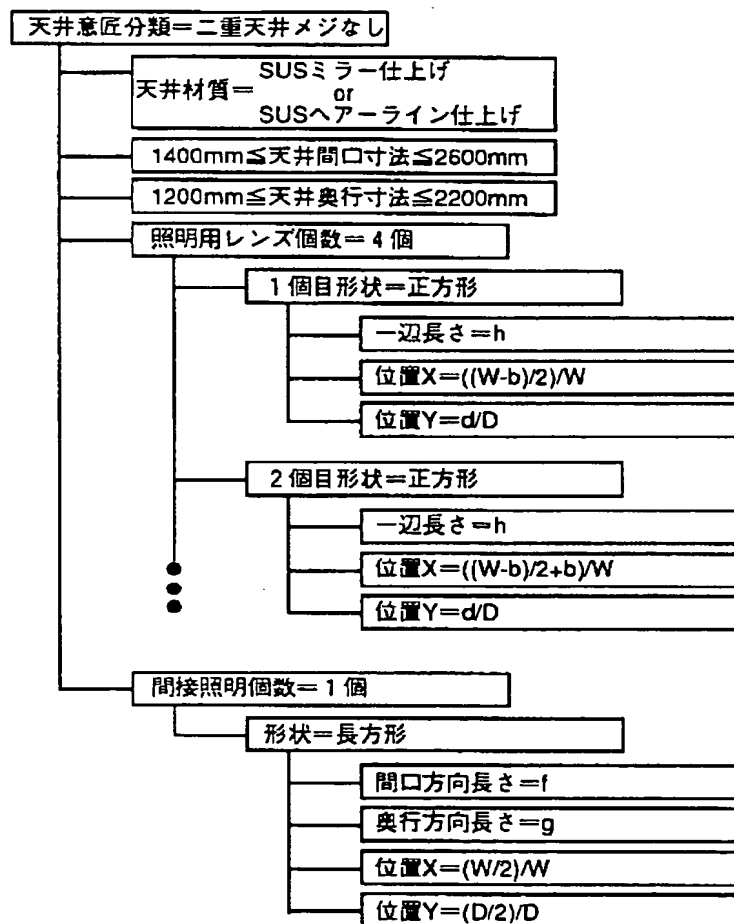 天井意匠分類＝二重天井メジなし
天井材質＝
SUSミラー仕上げ
or
SUSヘアーライン仕上げ
1400mm≦天井間口寸法≦2600mm
1200mm≦天井奥行寸法≦2200mm
照明用レンズ個数＝4個
1個目形状＝正方形
一辺長さ＝h
位置X＝((W-b)/2)/W
位置Y＝d/D
2個目形状＝正方形
一辺長さ＝h
位置X＝((W-b)/2+b)/W
位置Y＝d/D
間接照明個数＝1個
形状＝長方形
間口方向長さ＝f
奥行方向長さ＝g
位置X＝(W/2)/W
位置Y＝(D/2)/D